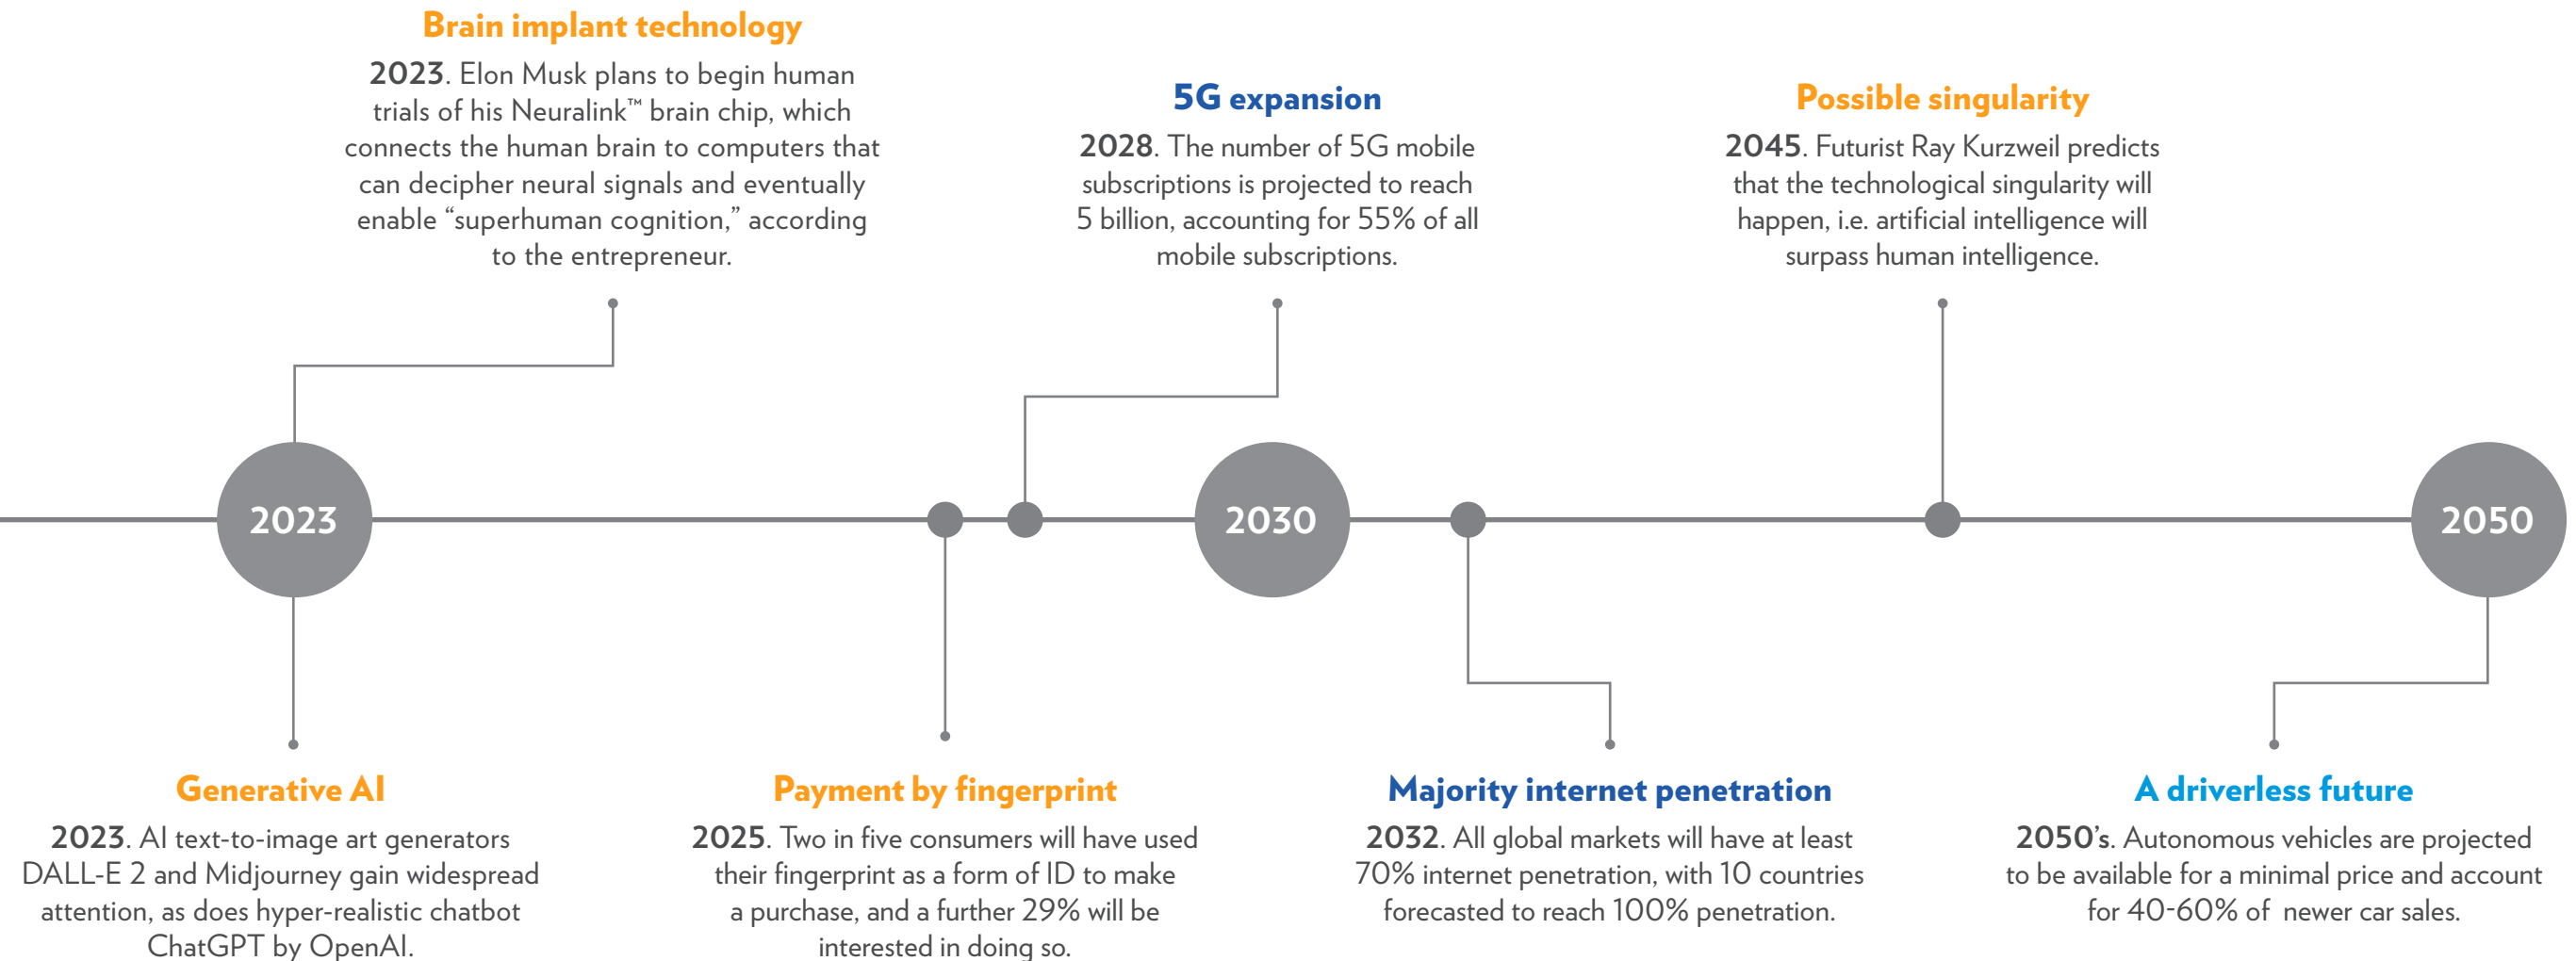 Brain implant technology
2023. Elon Musk plans to begin human
trials of his Neuralink™ brain chip, which
connects the human brain to computers that
can decipher neural signals and eventually
enable “superhuman cognition,” according
to the entrepreneur.
5G expansion
2028. The number of 5G mobile
subscriptions is projected to reach
5 billion, accounting for 55% of all
mobile subscriptions.
Possible singularity
2045. Futurist Ray Kurzweil predicts
that the technological singularity will
happen, i.e. artificial intelligence will
surpass human intelligence.
2023
2030
2050
Generative AI
2023. AI text-to-image art generators
DALL-E 2 and Midjourney gain widespread
attention, as does hyper-realistic chatbot
ChatGPT by OpenAI.
Payment by fingerprint
2025. Two in five consumers will have used
their fingerprint as a form of ID to make
a purchase, and a further 29% will be
interested in doing so.
Majority internet penetration
2032. All global markets will have at least
70% internet penetration, with 10 countries
forecasted to reach 100% penetration.
A driverless future
2050’s. Autonomous vehicles are projected
to be available for a minimal price and account
for 40-60% of newer car sales.